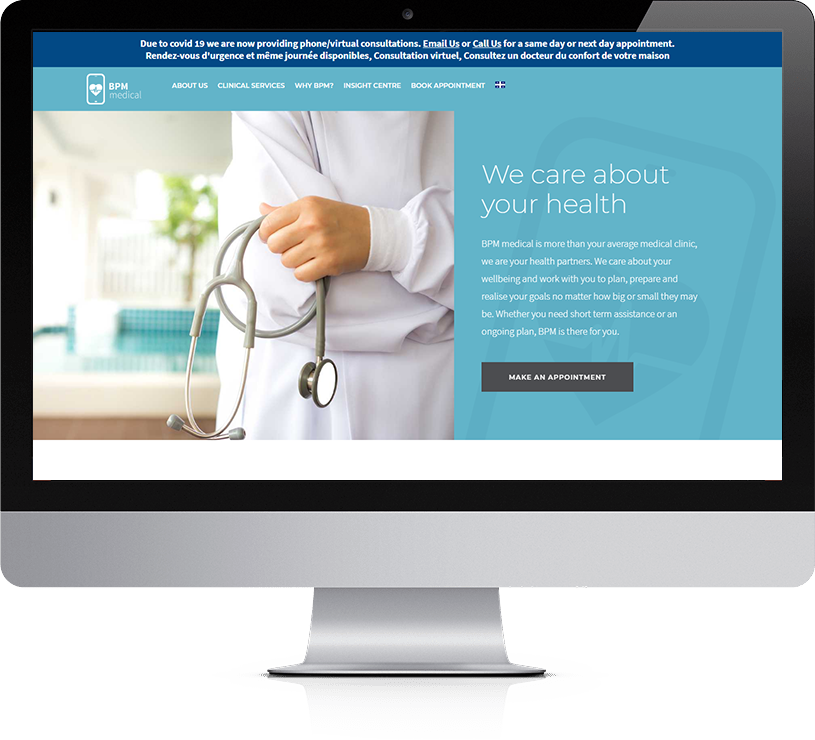 Due to covid 19 we are now providing phone/virtual consultations. Email Us or Call Us for a same day or next day appointment.
Rendez-vous d'urgence et même journée disponibles, Consultation virtuel, Consultez un docteur du confort de votre maison
BPM
medical
ABOUT US CLINICAL SERVICES WHY BPM? INSIGHT CENTRE BOOK APPOINTMENT
We care about
your health
BPM medical is more than your average medical clinic,
we are your health partners. We care about your
wellbeing and work with you to plan, prepare and
realise your goals no matter how big or small they may
be. Whether you need short term assistance or an
ongoing plan, BPM is there for you.
MAKE AN APPOINTMENT